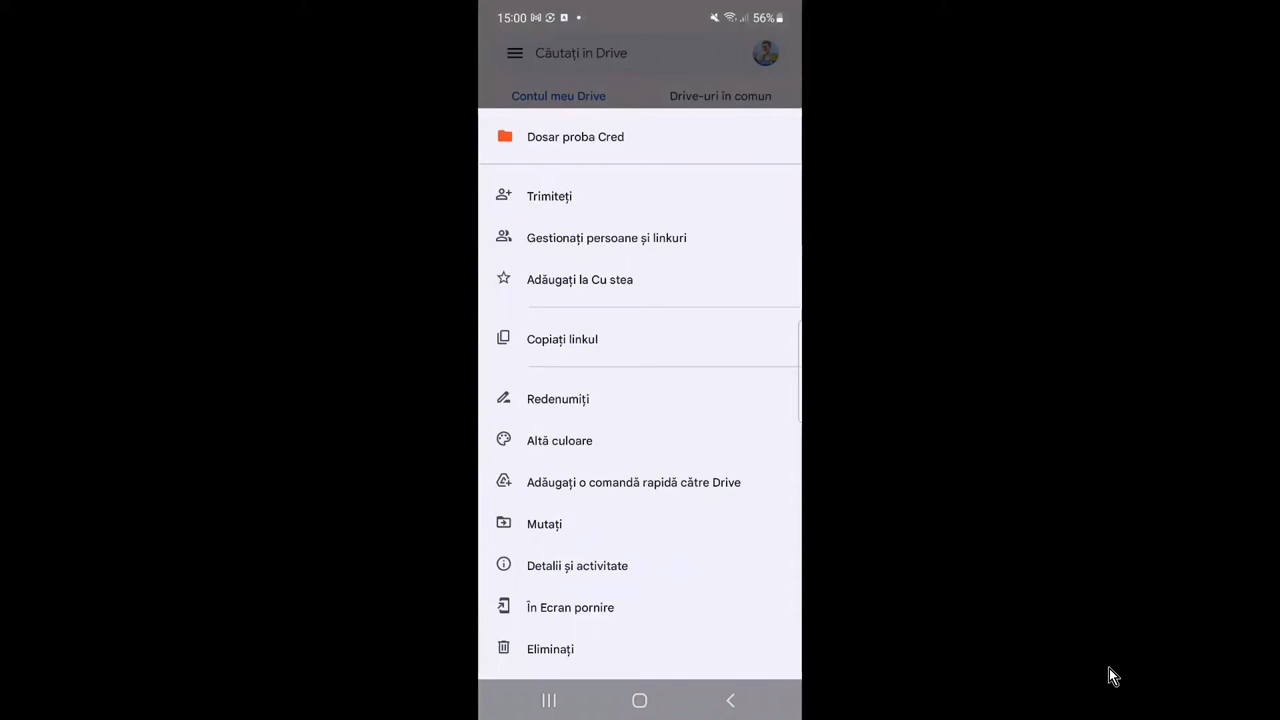 15:00 56%
Căutați în Drive
Contul meu Drive Drive-uri în comun
Dosar proba Cred
Trimiteți
Gestionați persoane și linkuri
Adăugați la Cu stea
Copiați linkul
Redenumiți
Altă culoare
Adăugați o comandă rapidă către Drive
Mutați
Detalii și activitate
În Ecran pornire
Eliminați